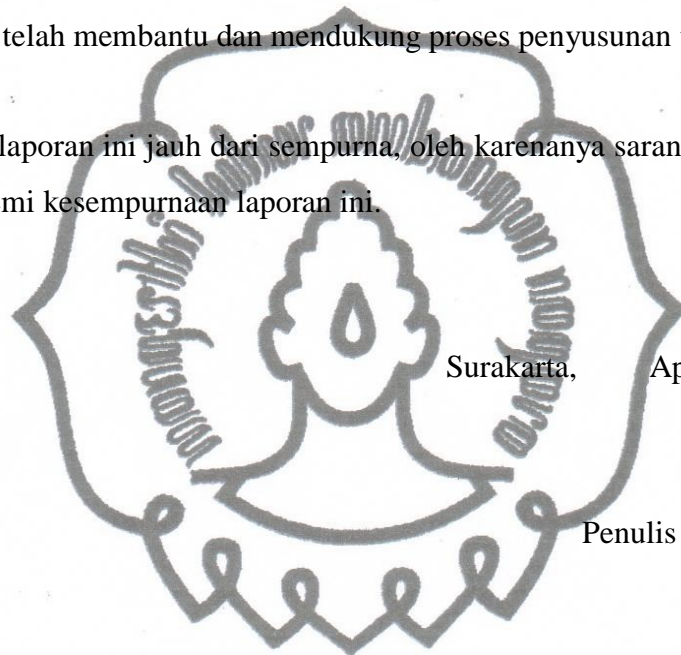 telah membantu dan mendukung proses penyusunan
laporan ini jauh dari sempurna, oleh karenanya saran
emi kesempurnaan laporan ini.
Surakarta, Ap
Penulis